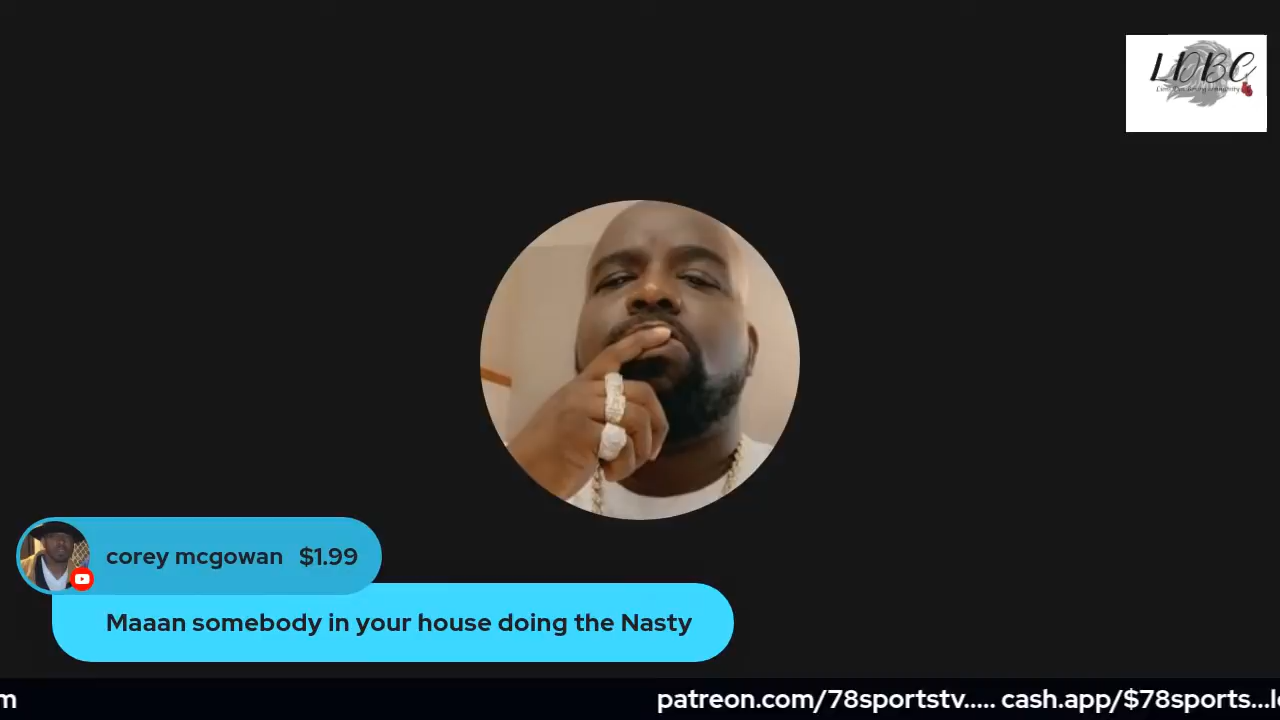 LDBC
corey mcgowan $1.99
Maaan somebody in your house doing the Nasty
m patreon.com/78sportstv..... cash.app/$78sports...l